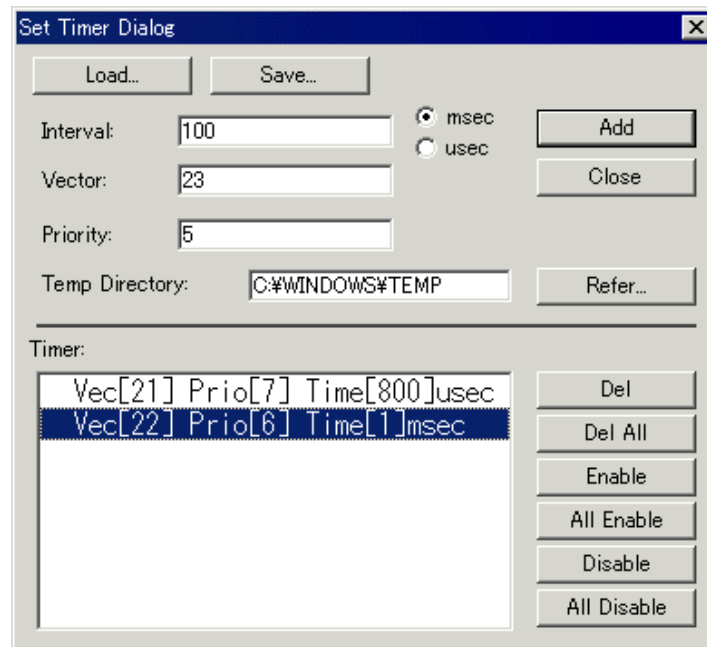 Set Timer Dialog
Load...
Save...
Interval:
100
msec
usec
Add
Vector:
23
Close
Priority:
5
Temp Directory:
C:¥WINDOWS¥TEMP
Refer...
Timer:
Vec[21] Prio[7] Time[800]usec
Vec[22] Prio[6] Time[1]msec
Del
Del All
Enable
All Enable
Disable
All Disable